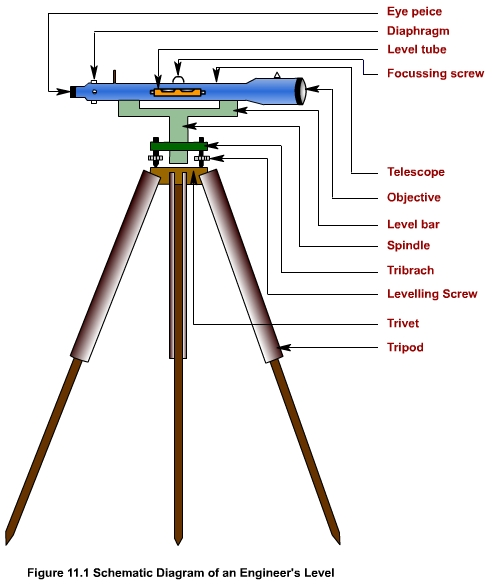 Eye peice
Diaphragm
Level tube
Focussing screw
Telescope
Objective
Level bar
Spindle
Tribrach
Levelling Screw
Trivet
Tripod
Figure 11.1 Schematic Diagram of an Engineer's Level